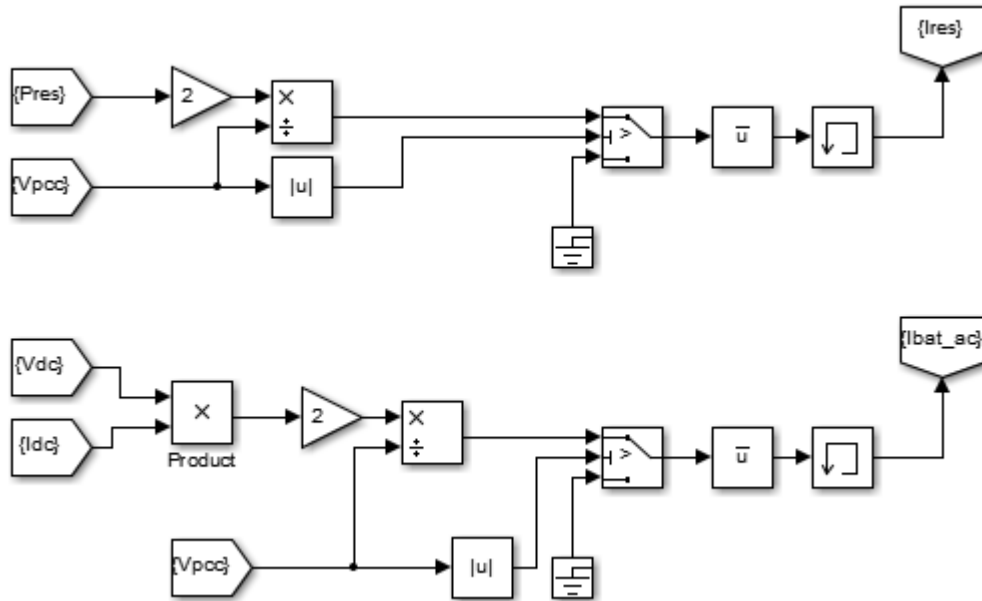 {Ires}
{Pres}
2
×
÷
>
u
{Vpcc}
|u|
{Ibat_ac}
{Vdc}
{Idc}
×
Product
2
×
÷
>
u
{Vpcc}
|u|